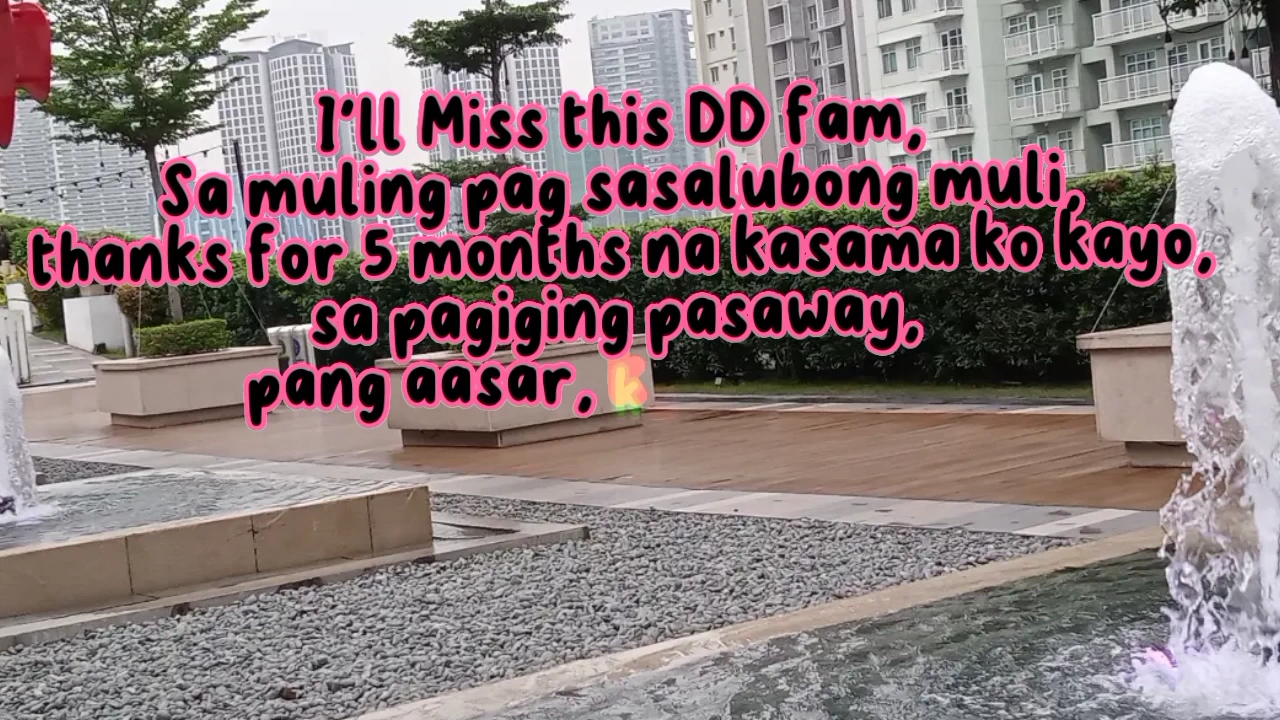 I'll Miss this DD fam,
Sa muling pag sasalubong muli,
thanks for 5 months na kasama ko kayo,
sa pagiging pasaway,
pang aasar, k